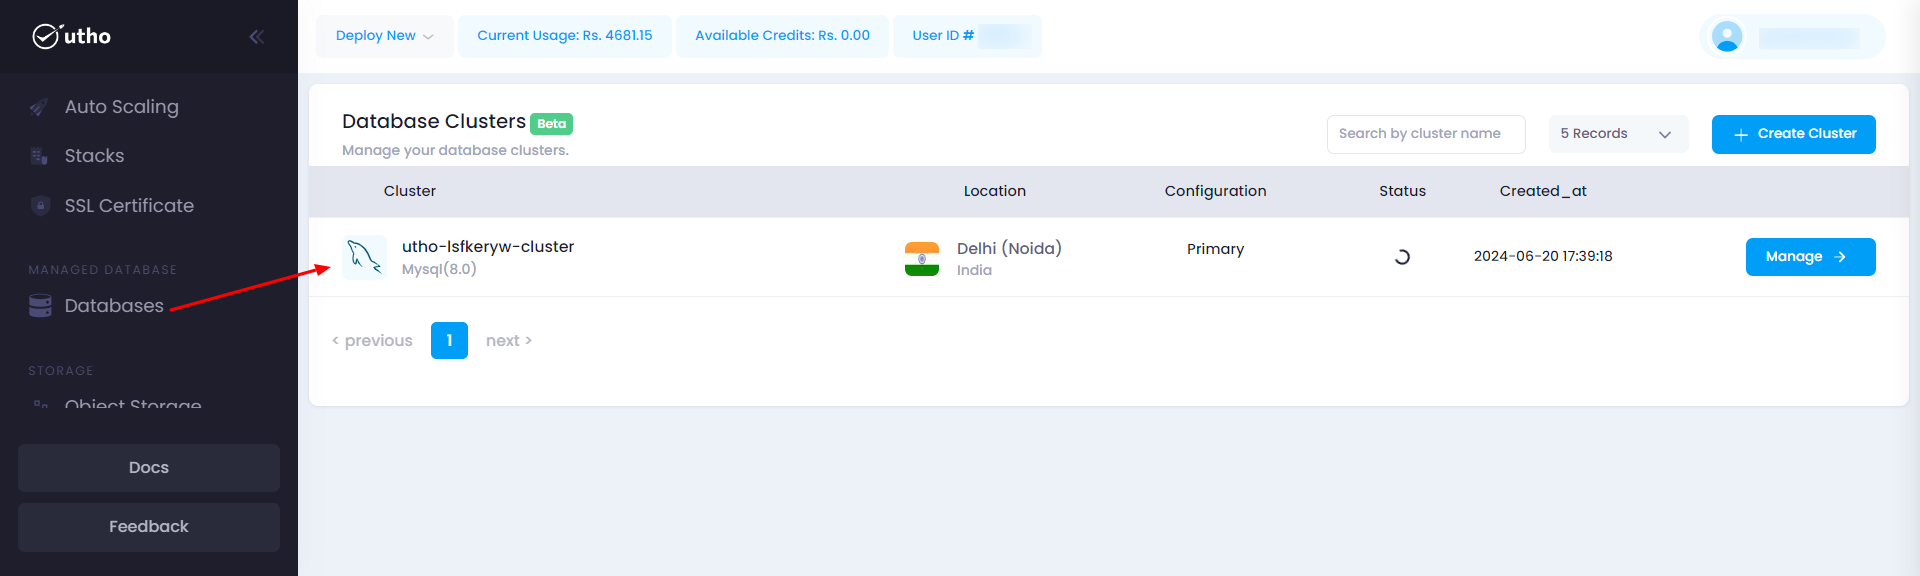 utho
Deploy New
Current Usage: Rs. 4681.15
Available Credits: Rs. 0.00
User ID #
Auto Scaling
Stacks
SSL Certificate
MANAGED DATABASE
Databases
STORAGE
Object Storage
Docs
Feedback
Database Clusters Beta
Manage your database clusters.
Search by cluster name
5 Records
+ Create Cluster
Cluster Location Configuration Status Created_at
utho-lsfkeryw-cluster
Mysql(8.0)
Delhi (Noida)
India
Primary
2024-06-20 17:39:18
Manage →
< previous 1 next >